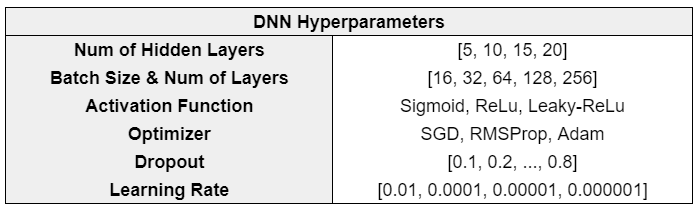 DNN Hyperparameters
Num of Hidden Layers [5, 10, 15, 20]
Batch Size & Num of Layers [16, 32, 64, 128, 256]
Activation Function Sigmoid, ReLu, Leaky-ReLu
Optimizer SGD, RMSProp, Adam
Dropout [0.1, 0.2, ..., 0.8]
Learning Rate [0.01, 0.0001, 0.00001, 0.000001]